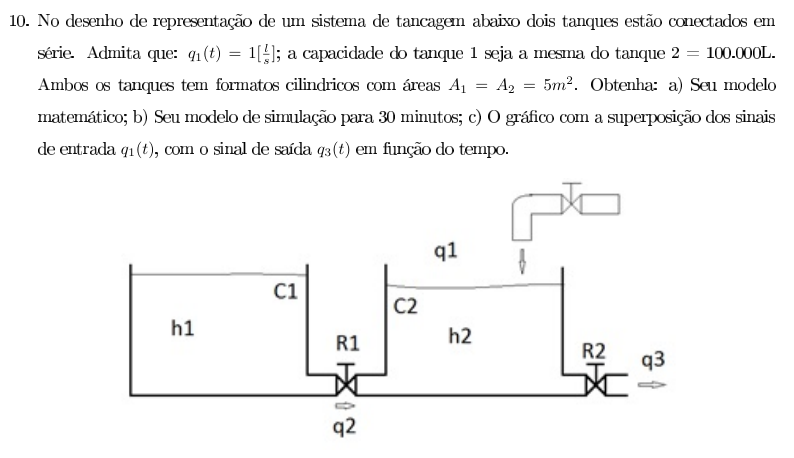 10. No desenho de representação de um sistema de tancagem abaixo dois tanques estão conectados em
série. Admita que: q₁(t) = 1[l/s]; a capacidade do tanque 1 seja a mesma do tanque 2 = 100.000L.
Ambos os tanques tem formatos cilindricos com áreas A₁ = A₂ = 5m². Obtenha: a) Seu modelo
matemático; b) Seu modelo de simulação para 30 minutos; c) O gráfico com a superposição dos sinais
de entrada q₁(t), com o sinal de saída q₃(t) em função do tempo.
q1
C1
C2
h1
h2
R1
R2
q3
q2